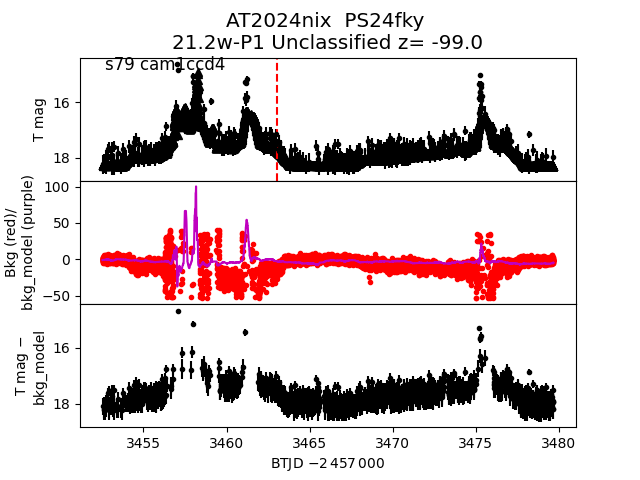 AT2024nix PS24fky
21.2w-P1 Unclassified z= -99.0
s79 cam1ccd4
T mag
16
18
Bkg (red)/
bkg_model (purple)
100
50
0
−50
T mag −
bkg_model
16
18
3455 3460 3465 3470 3475 3480
BTJD −2 457 000